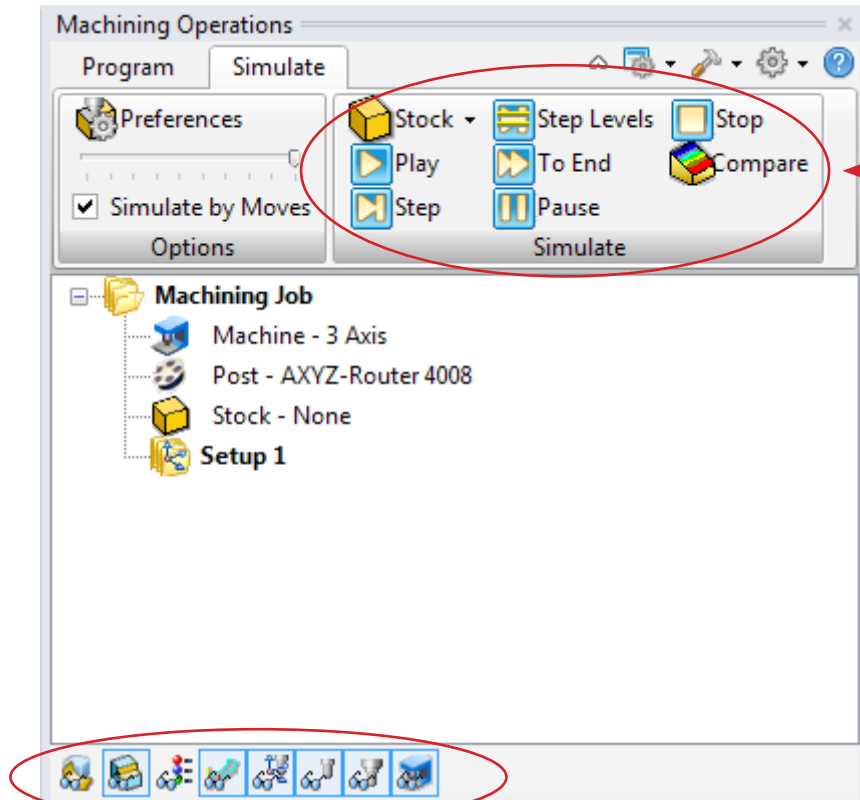 Machining Operations
Program Simulate
Preferences
Simulate by Moves
Options
Stock Step Levels Stop
Play To End Compare
Step Pause
Simulate
Machining Job
Machine - 3 Axis
Post - AXYZ-Router 4008
Stock - None
Setup 1